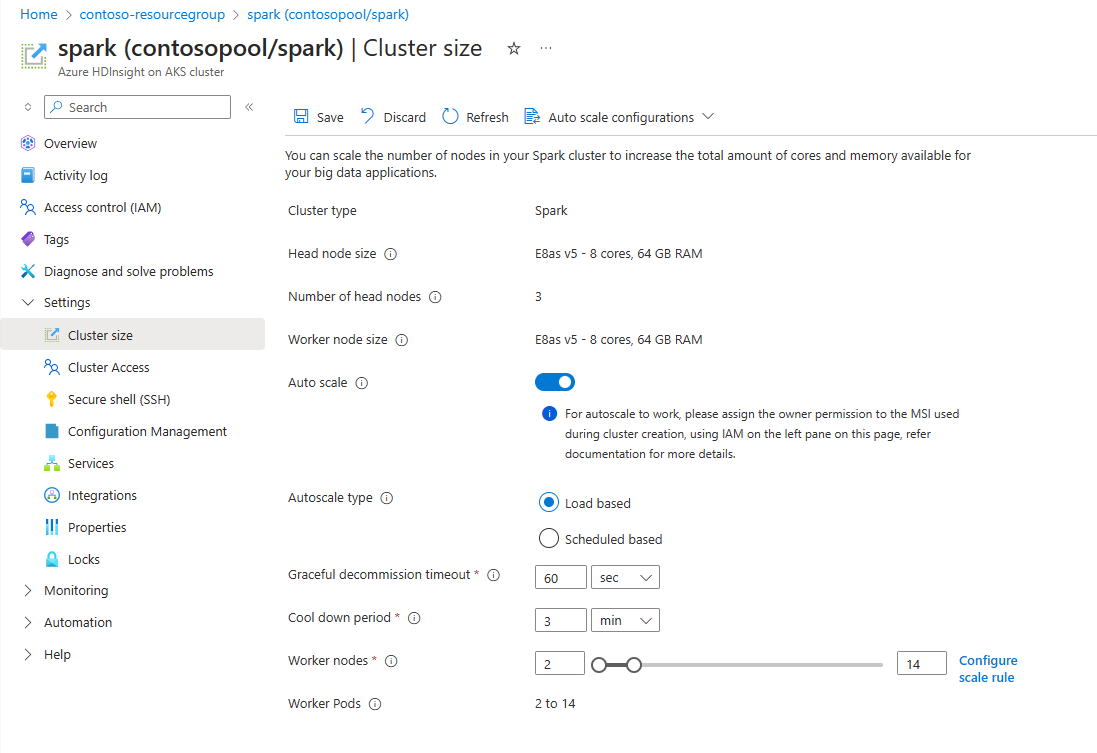 Home > contoso-resourcegroup > spark (contosopool/spark)
spark (contosopool/spark) | Cluster size ☆ ...
Azure HDInsight on AKS cluster
Search «
Overview
Activity log
Access control (IAM)
Tags
Diagnose and solve problems
Settings
Cluster size
Cluster Access
Secure shell (SSH)
Configuration Management
Services
Integrations
Properties
Locks
Monitoring
Automation
Help
Save Discard Refresh Auto scale configurations
You can scale the number of nodes in your Spark cluster to increase the total amount of cores and memory available for
your big data applications.
Cluster type Spark
Head node size E8as v5 - 8 cores, 64 GB RAM
Number of head nodes 3
Worker node size E8as v5 - 8 cores, 64 GB RAM
Auto scale
For autoscale to work, please assign the owner permission to the MSI used
during cluster creation, using IAM on the left pane on this page, refer
documentation for more details.
Autoscale type Load based
Scheduled based
Graceful decommission timeout * 60 sec
Cool down period * 3 min
Worker nodes * 2 14 Configure
scale rule
Worker Pods 2 to 14